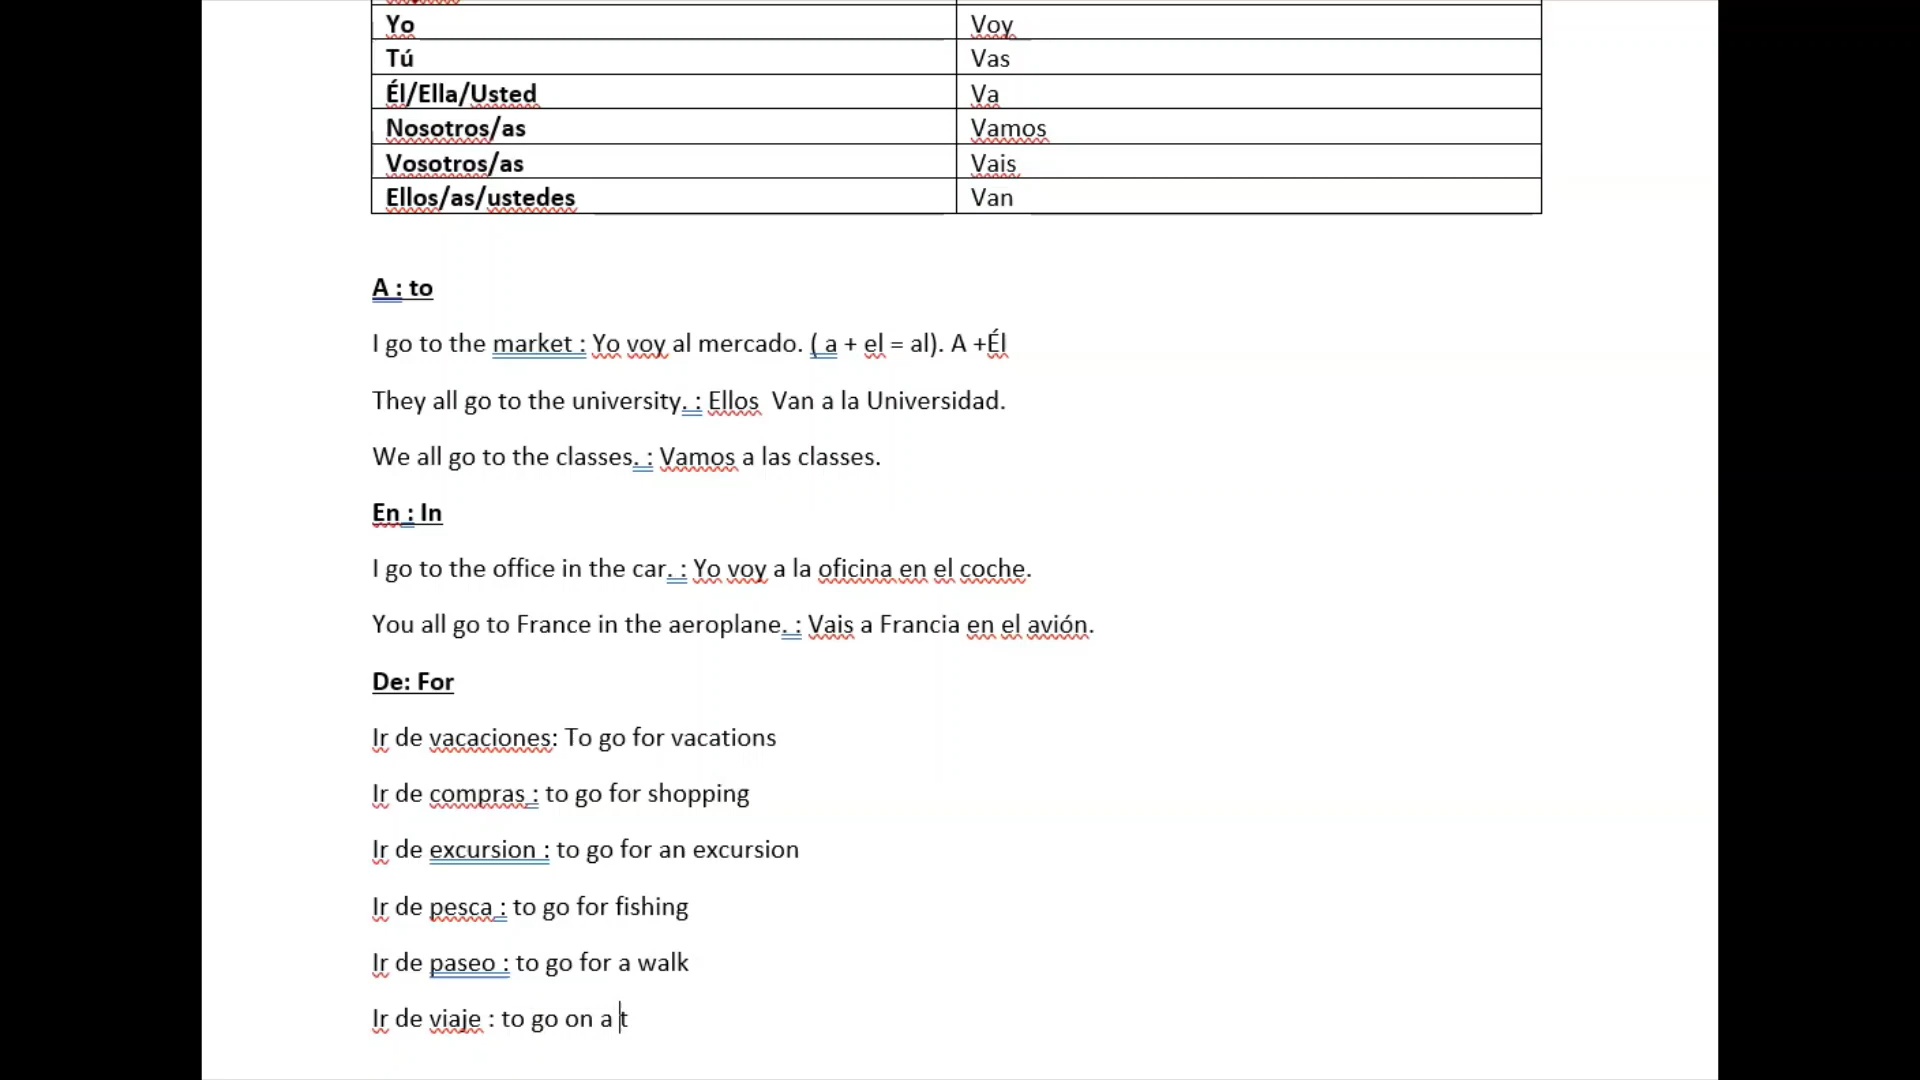 Yo Voy
Tú Vas
Él/Ella/Usted Va
Nosotros/as Vamos
Vosotros/as Vais
Ellos/as/ustedes Van
A : to
I go to the market : Yo voy al mercado. ( a + el = al). A +Él
They all go to the university. : Ellos  Van a la Universidad.
We all go to the classes. : Vamos a las classes.
En : In
I go to the office in the car. : Yo voy a la oficina en el coche.
You all go to France in the aeroplane. : Vais a Francia en el avión.
De: For
Ir de vacaciones: To go for vacations
Ir de compras : to go for shopping
Ir de excursion : to go for an excursion
Ir de pesca : to go for fishing
Ir de paseo : to go for a walk
Ir de viaje : to go on a t